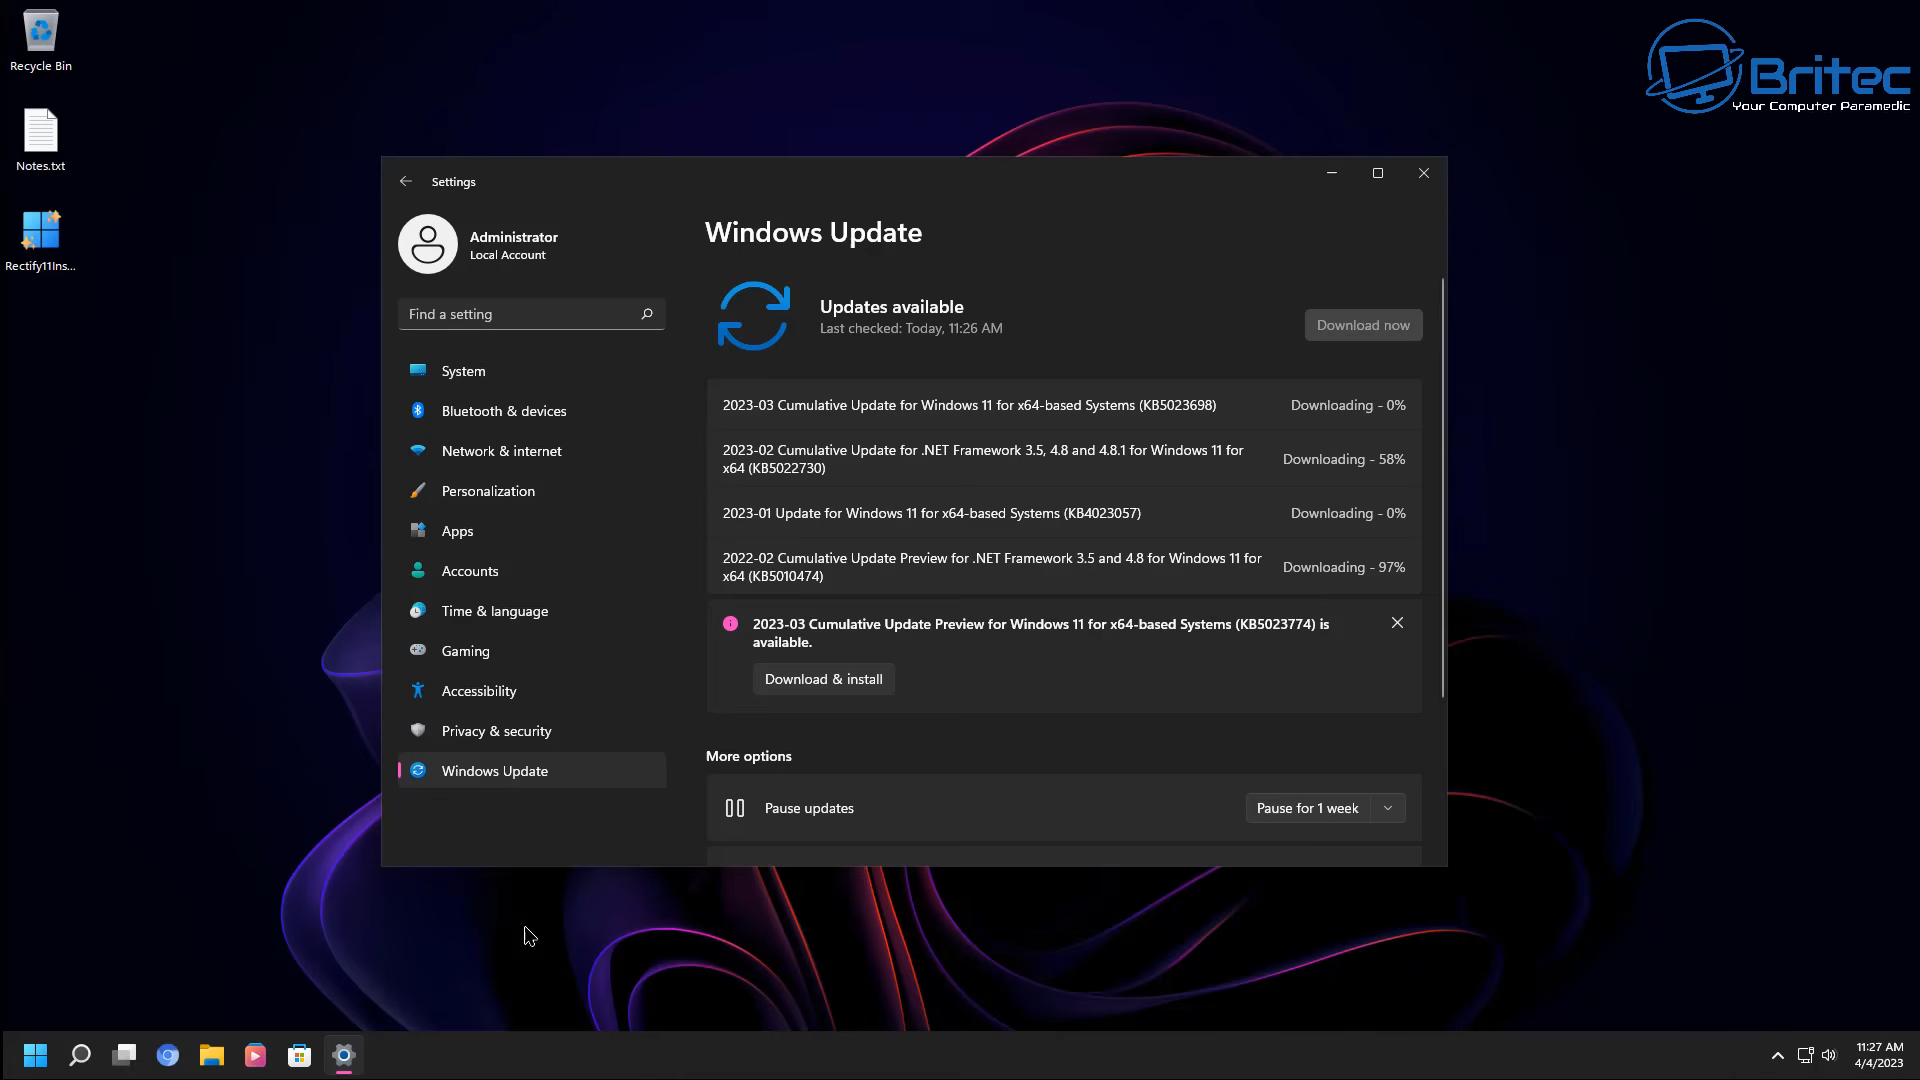 Recycle Bin
Notes.txt
Rectify11Ins...
Britec
Your Computer Paramedic
Settings
Administrator
Local Account
Find a setting
System
Bluetooth & devices
Network & internet
Personalization
Apps
Accounts
Time & language
Gaming
Accessibility
Privacy & security
Windows Update
Windows Update
Updates available
Last checked: Today, 11:26 AM
Download now
2023-03 Cumulative Update for Windows 11 for x64-based Systems (KB5023698) Downloading - 0%
2023-02 Cumulative Update for .NET Framework 3.5, 4.8 and 4.8.1 for Windows 11 for
x64 (KB5022730) Downloading - 58%
2023-01 Update for Windows 11 for x64-based Systems (KB4023057) Downloading - 0%
2022-02 Cumulative Update Preview for .NET Framework 3.5 and 4.8 for Windows 11 for
x64 (KB5010474) Downloading - 97%
2023-03 Cumulative Update Preview for Windows 11 for x64-based Systems (KB5023774) is
available.
Download & install
More options
Pause updates Pause for 1 week
11:27 AM
4/4/2023